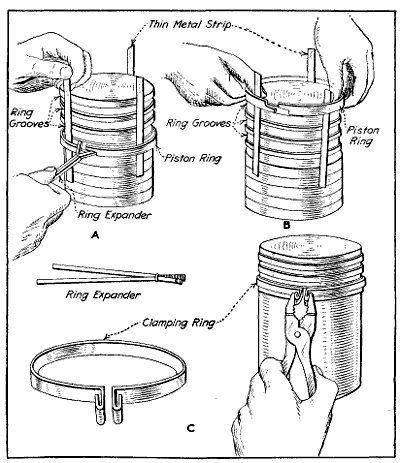 Thin Metal Strip
Ring
Grooves
Ring Grooves
Piston
Ring
Piston Ring
Ring Expander
A
B
Ring Expander
Clamping Ring
C